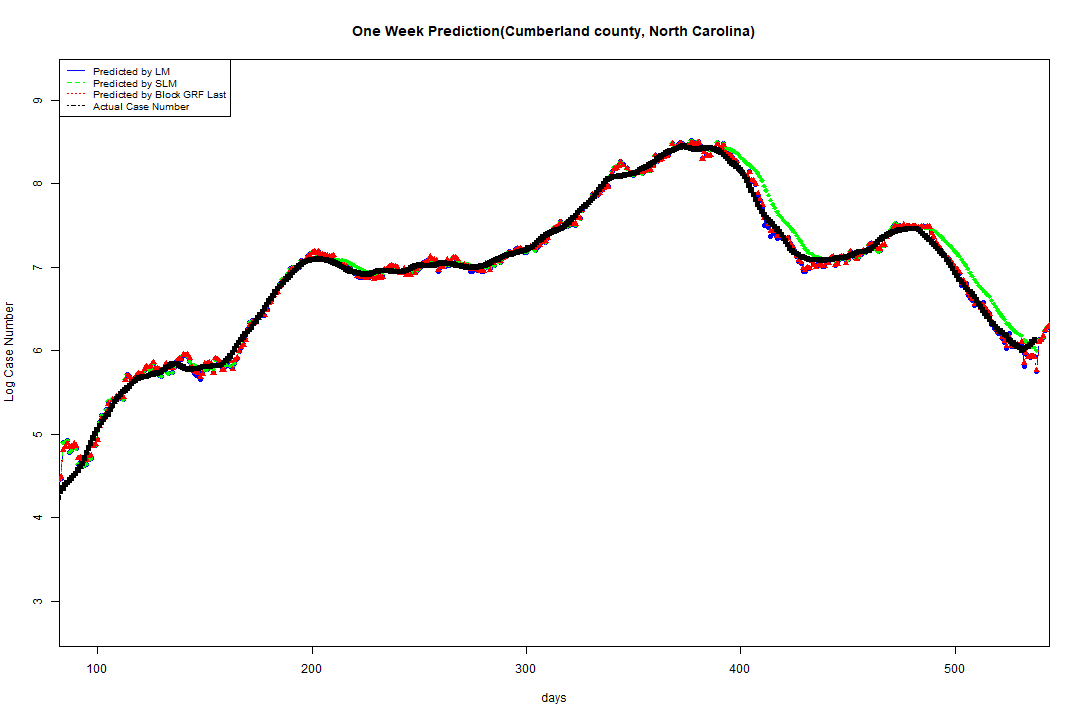 One Week Prediction(Cumberland county, North Carolina)
Predicted by LM
Predicted by SLM
Predicted by Block GRF Last
Actual Case Number
Log Case Number
9
8
7
6
5
4
3
100 200 300 400 500
days